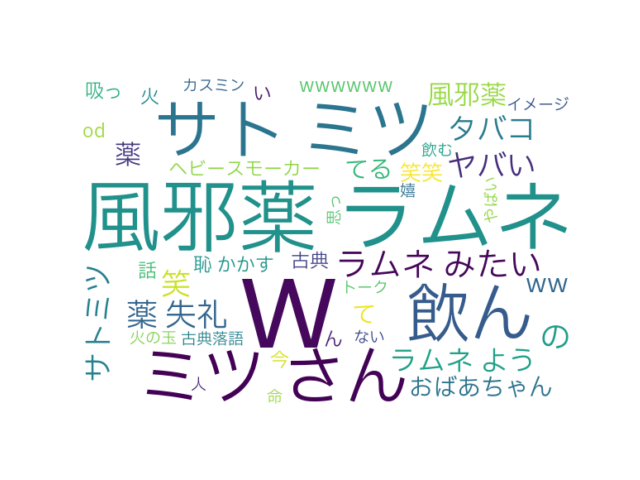 吸っ 火 カスミン い wwwwww 風邪薬 イメージ
od 薬 サト ミツ タバコ
ヘビースモーカー てる 笑笑 飲む ヤバい
風邪薬 ラムネ 思っ 嬉 やばい
話 恥 かかす 古典 ラムネ みたい
サトミツ 笑 w トーク ww
薬 失礼 て 飲ん の
火の玉 古典落語 ん ない
ミツ さん 今 ラムネ よう
人 命 おばあちゃん